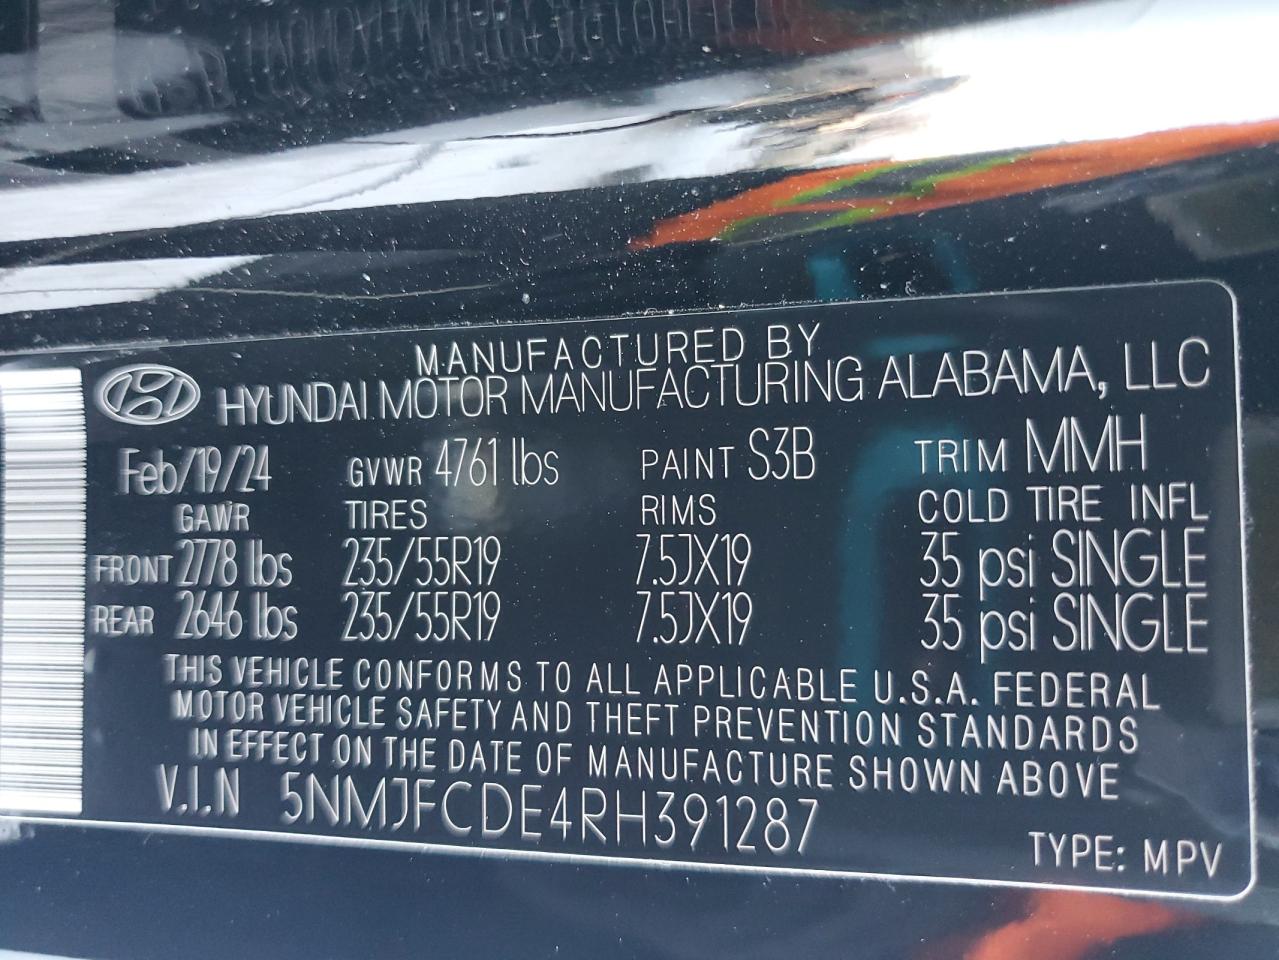 MANUFACTURED BY
HYUNDAI MOTOR MANUFACTURING ALABAMA, LLC
Feb/19/24 GVWR 4761 lbs PAINT S3B TRIM MMH
GAWR TIRES RIMS COLD TIRE INFL
FRONT 2778 lbs 235/55R19 7.5JX19 35 psi SINGLE
REAR 2646 lbs 235/55R19 7.5JX19 35 psi SINGLE
THIS VEHICLE CONFORMS TO ALL APPLICABLE U.S.A. FEDERAL
MOTOR VEHICLE SAFETY AND THEFT PREVENTION STANDARDS
IN EFFECT ON THE DATE OF MANUFACTURE SHOWN ABOVE
V.I.N 5NMJFCDE4RH391287
TYPE: MPV